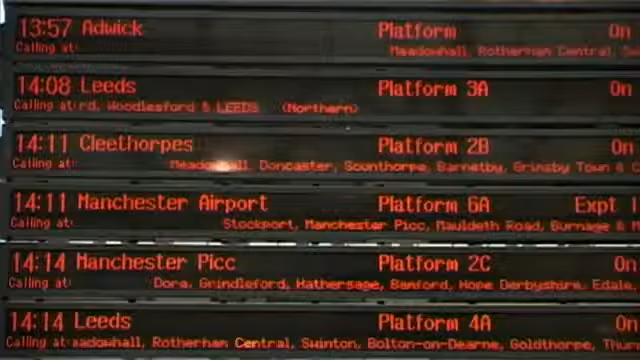 13:57 Adwick Platform On
Calling at: Meadowhall, Rotherham Central, S
14:08 Leeds Platform 3A On
Calling at: rd, Woodlesford & LEEDS (Northern)
14:11 Cleethorpes Platform 2B On
Calling at: Meadowhall, Doncaster, Scunthorpe, Barnetby, Grimsby Town &
14:11 Manchester Airport Platform 6A Expt 1
Calling at: Stockport, Manchester Picc, Mauldeth Road, Burnage &
14:14 Manchester Picc Platform 2C On
Calling at: Dore, Grindleford, Hathersage, Bamford, Hope Derbyshire, Edale,
14:14 Leeds Platform 4A On
Calling at: eadowhall, Rotherham Central, Swinton, Bolton-on-Dearne, Goldthorpe, Thur